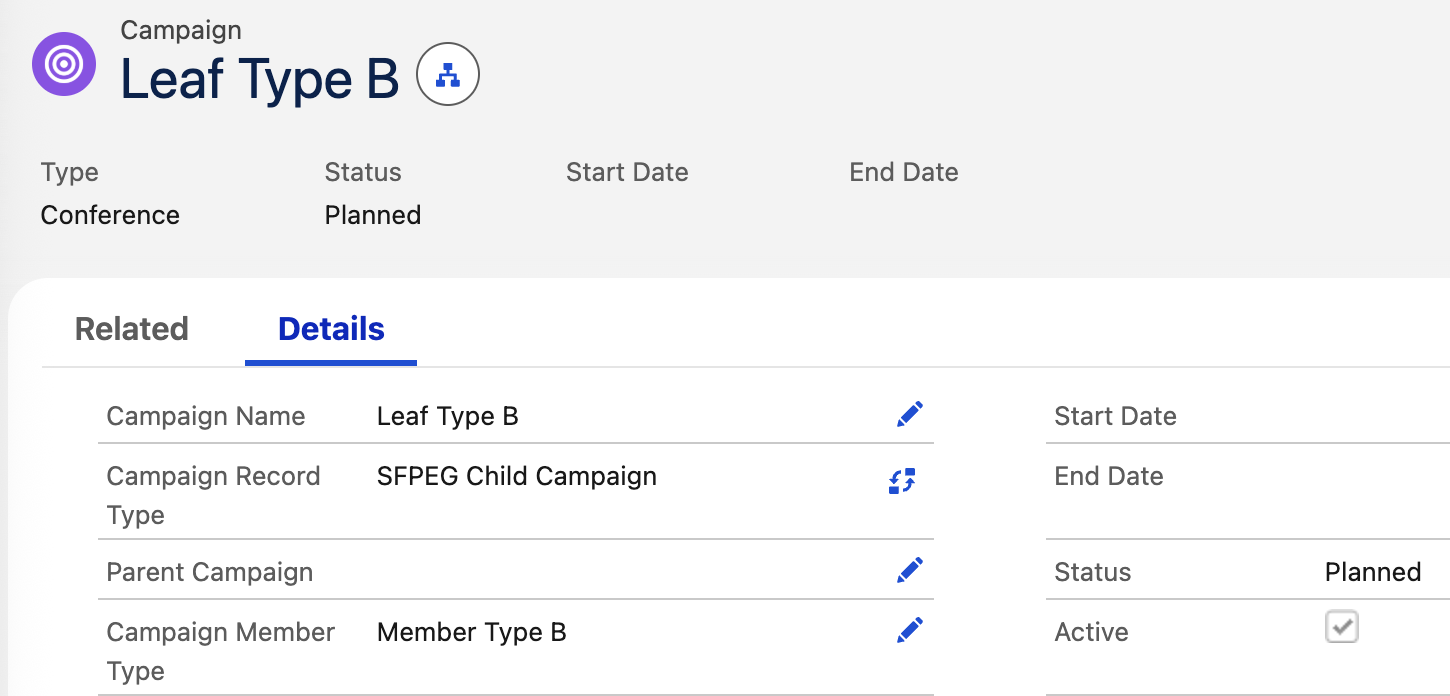 Campaign
Leaf Type B
Type Status Start Date End Date
Conference Planned
Related Details
Campaign Name Leaf Type B Start Date
Campaign Record Type SFPEG Child Campaign End Date
Parent Campaign Status Planned
Campaign Member Type Member Type B Active